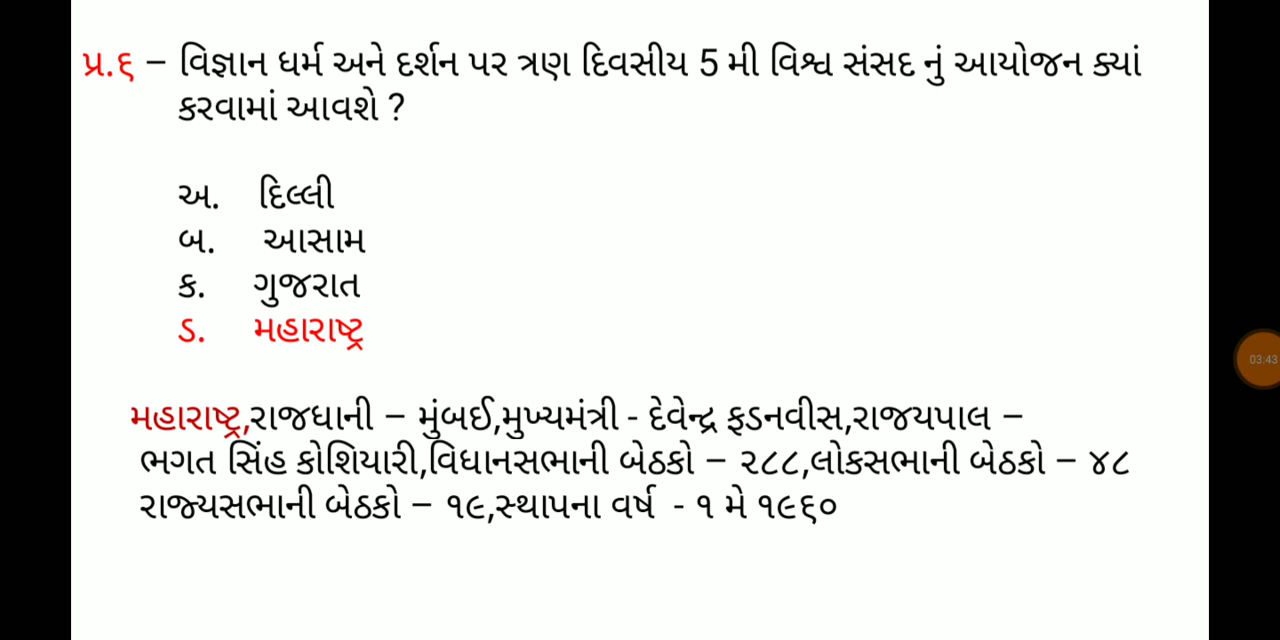 પ્ર.૬ – વિજ્ઞાન ધર્મ અને દર્શન પર ત્રણ દિવસીય 5 મી વિશ્વ સંસદ નું આયોજન ક્યાં
કરવામાં આવશે ?
અ. દિલ્લી
બ. આસામ
ક. ગુજરાત
ડ. મહારાષ્ટ્ર
03:43
મહારાષ્ટ્ર,રાજધાની – મુંબઈ,મુખ્યમંત્રી - દેવેન્દ્ર ફડનવીસ,રાજયપાલ –
ભગત સિંહ કોશિયારી,વિધાનસભાની બેઠકો – ૨૮૮,લોકસભાની બેઠકો – ૪૮
રાજ્યસભાની બેઠકો – ૧૯,સ્થાપના વર્ષ - ૧ મે ૧૯૬૦